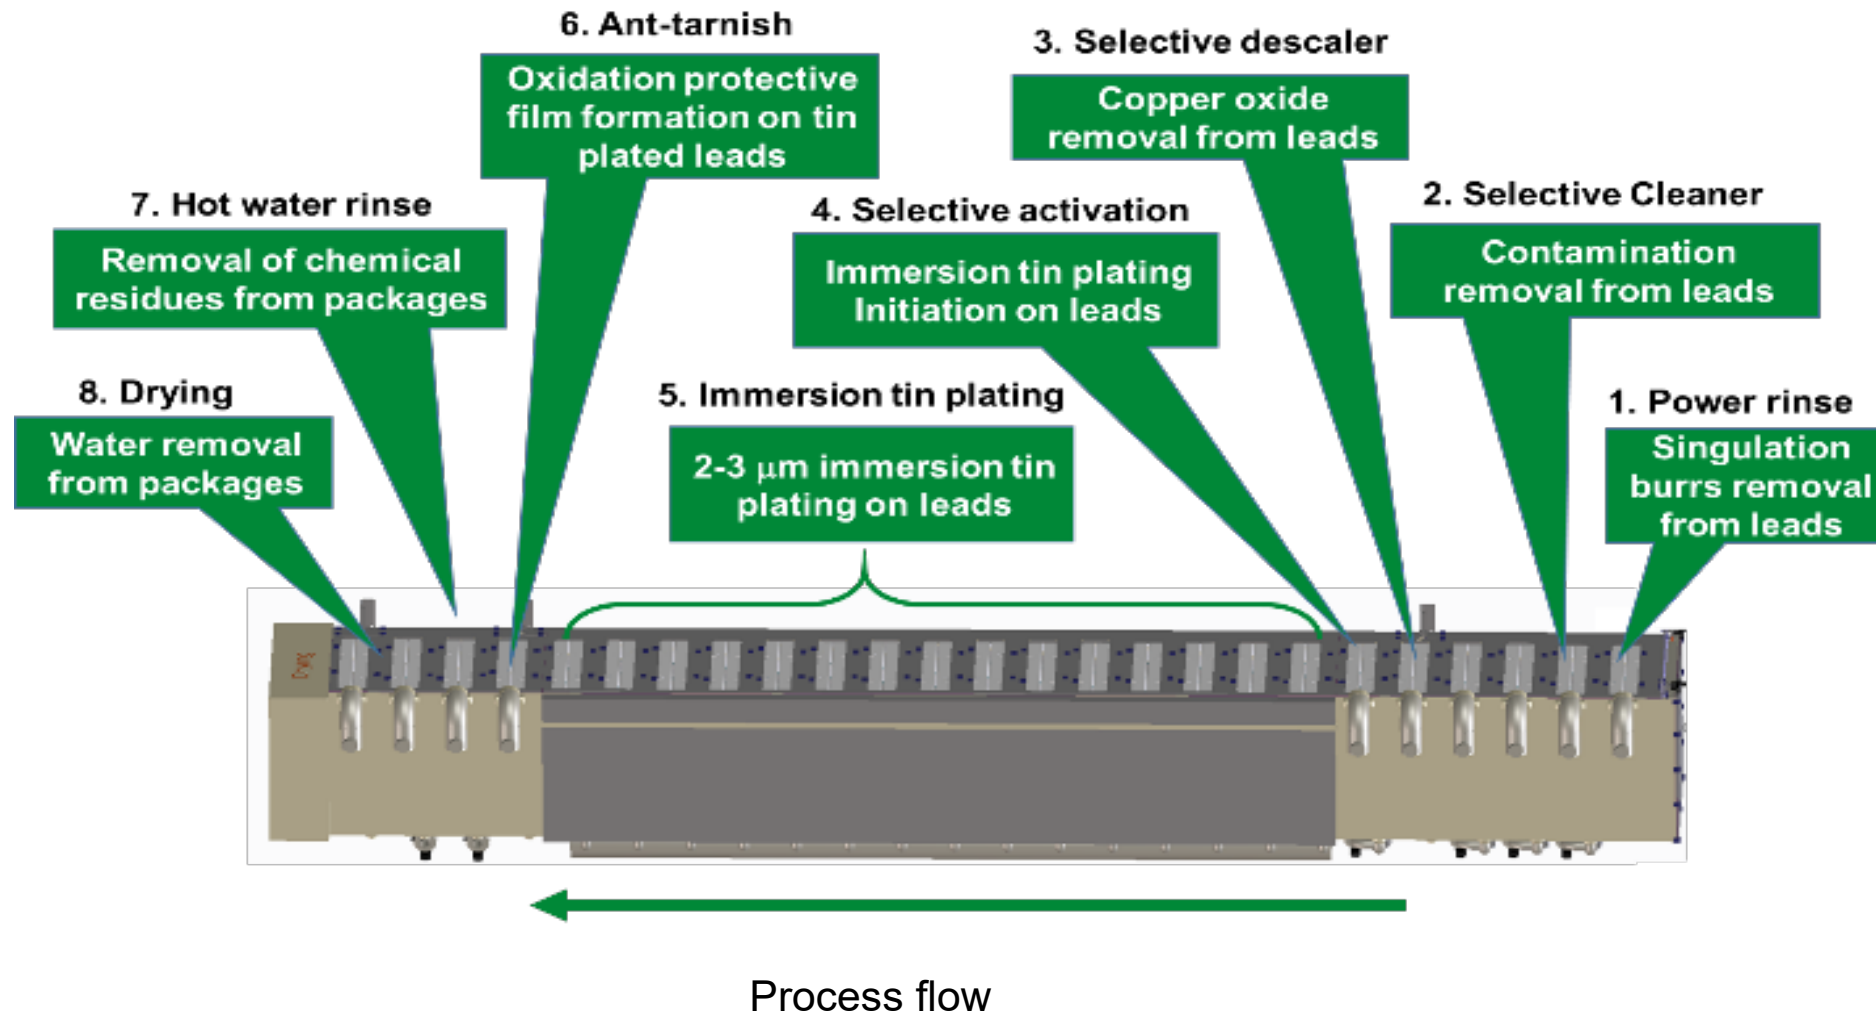 6. Ant-tarnish
Oxidation protective
film formation on tin
plated leads
3. Selective descaler
Copper oxide
removal from leads
7. Hot water rinse
Removal of chemical
residues from packages
4. Selective activation
Immersion tin plating
Initiation on leads
2. Selective Cleaner
Contamination
removal from leads
8. Drying
Water removal
from packages
5. Immersion tin plating
2-3 μm immersion tin
plating on leads
1. Power rinse
Singulation
burrs removal
from leads
Process flow